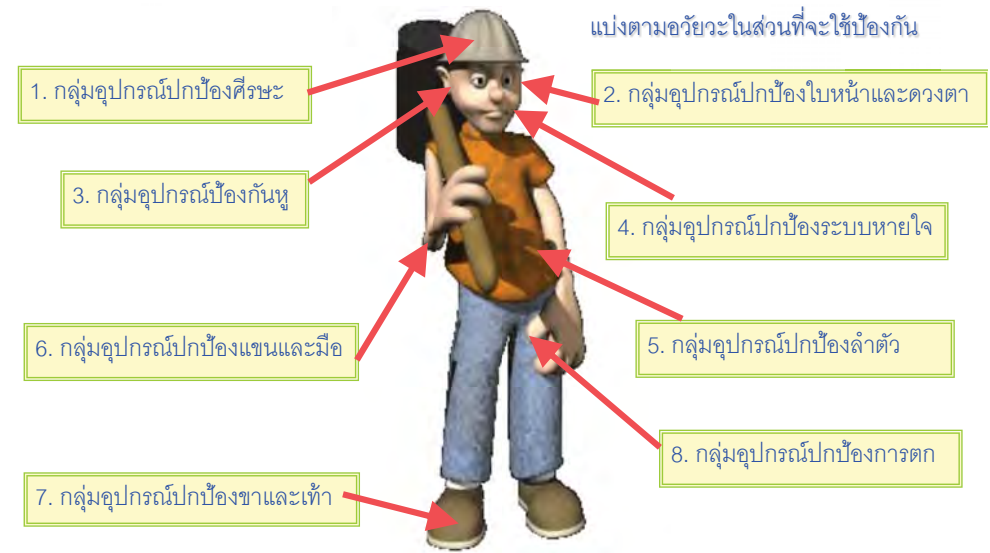 แบ่งตามอวัยวะในส่วนที่จะใช้ป้องกัน
1. กลุ่มอุปกรณ์ปกป้องศีรษะ
2. กลุ่มอุปกรณ์ปกป้องใบหน้าและดวงตา
3. กลุ่มอุปกรณ์ป้องกันหู
4. กลุ่มอุปกรณ์ปกป้องระบบหายใจ
5. กลุ่มอุปกรณ์ปกป้องลำตัว
6. กลุ่มอุปกรณ์ปกป้องแขนและมือ
7. กลุ่มอุปกรณ์ปกป้องขาและเท้า
8. กลุ่มอุปกรณ์ปกป้องการตก